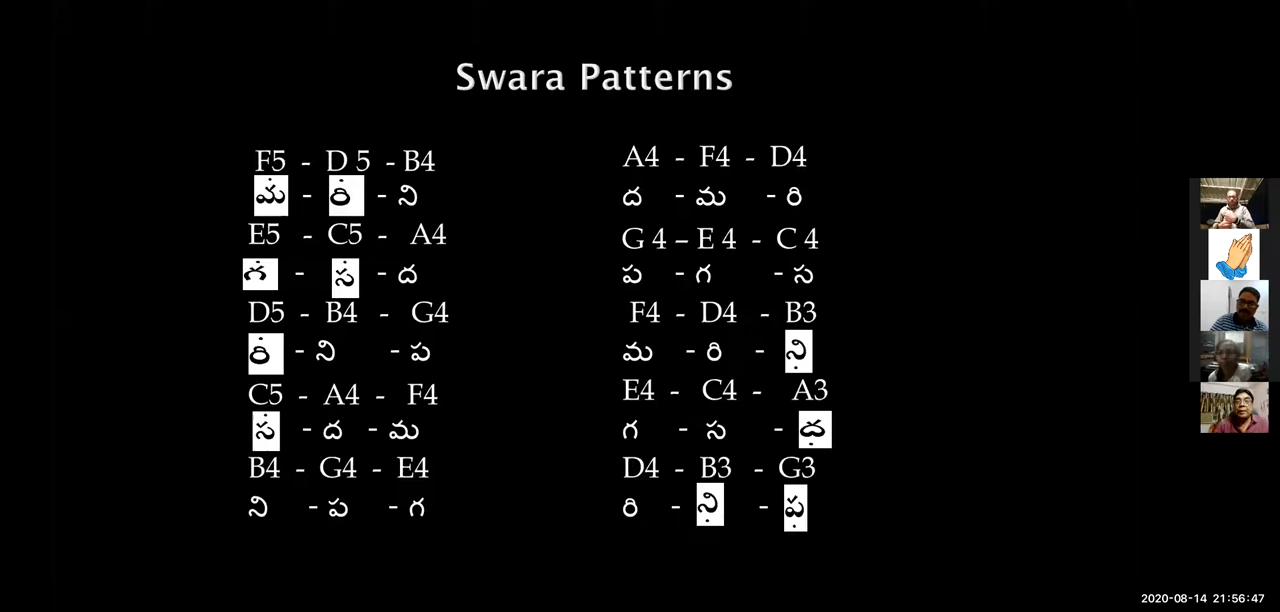 Swara Patterns
F5 - D 5 - B4
మ̇ - రి̇ - ని
E5 - C5 - A4
గ̇ - స̇ - ద
D5 - B4 - G4
రి̇ - ని - ప
C5 - A4 - F4
స̇ - ద - మ
B4 - G4 - E4
ని - ప - గ
A4 - F4 - D4
ద - మ - రి
G 4 – E 4 - C 4
ప - గ - స
F4 - D4 - B3
మ - రి - ని̣
E4 - C4 - A3
గ - స - ద̣
D4 - B3 - G3
రి - ని̣ - ప̣
2020-08-14 21:56:47